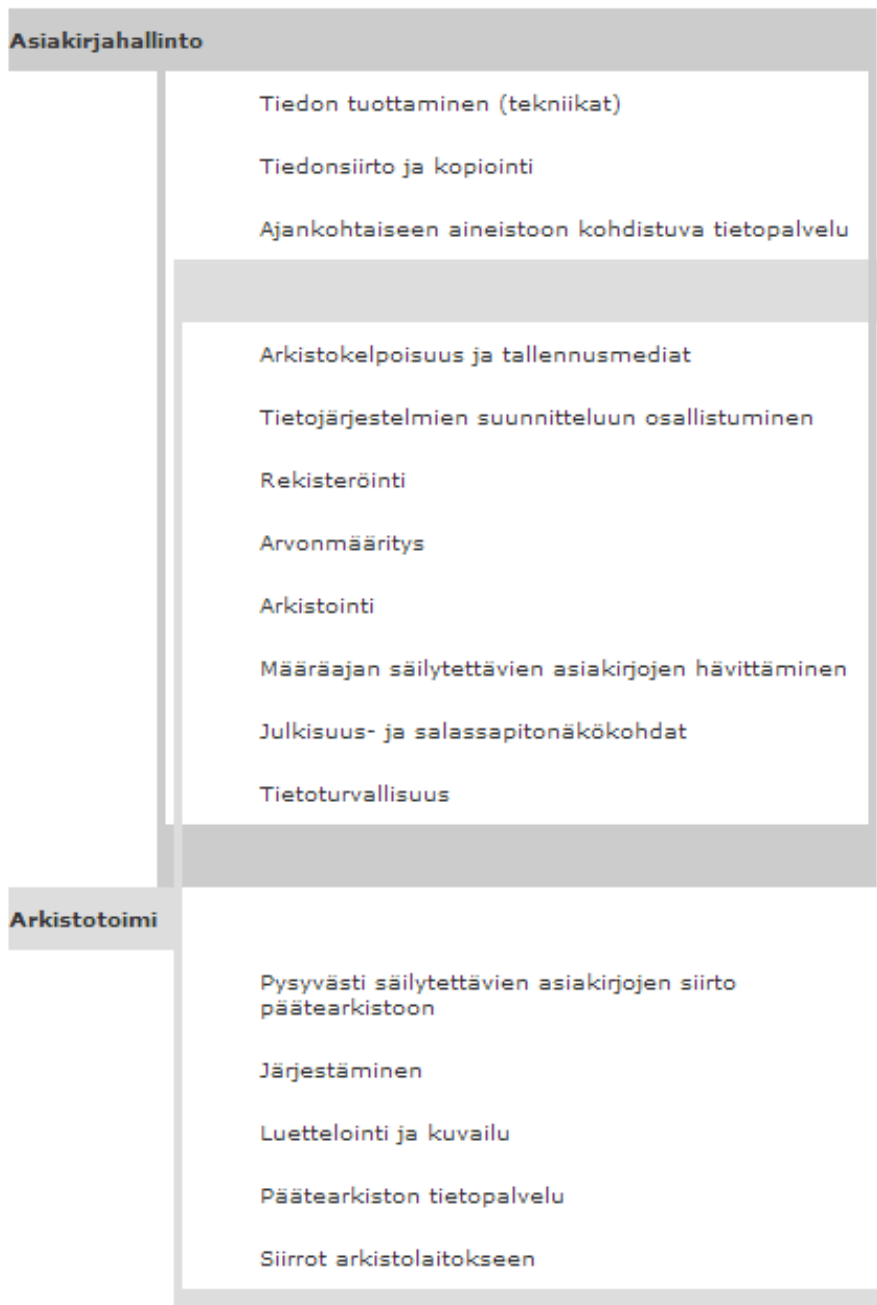 Asiakirjahallinto
Tiedon tuottaminen (tekniikat)
Tiedonsiirto ja kopiointi
Ajankohtaiseen aineistoon kohdistuva tietopalvelu
Arkistokelpoisuus ja tallennusmediat
Tietojärjestelmien suunnitteluun osallistuminen
Rekisteröinti
Arvonmääritys
Arkistointi
Määräajan säilytettävien asiakirjojen hävittäminen
Julkisuus- ja salassapitonäkökohdat
Tietoturvallisuus
Arkistotoimi
Pysyvästi säilytettävien asiakirjojen siirto
päätearkistoon
Järjestäminen
Luettelointi ja kuvailu
Päätearkiston tietopalvelu
Siirrot arkistolaitokseen